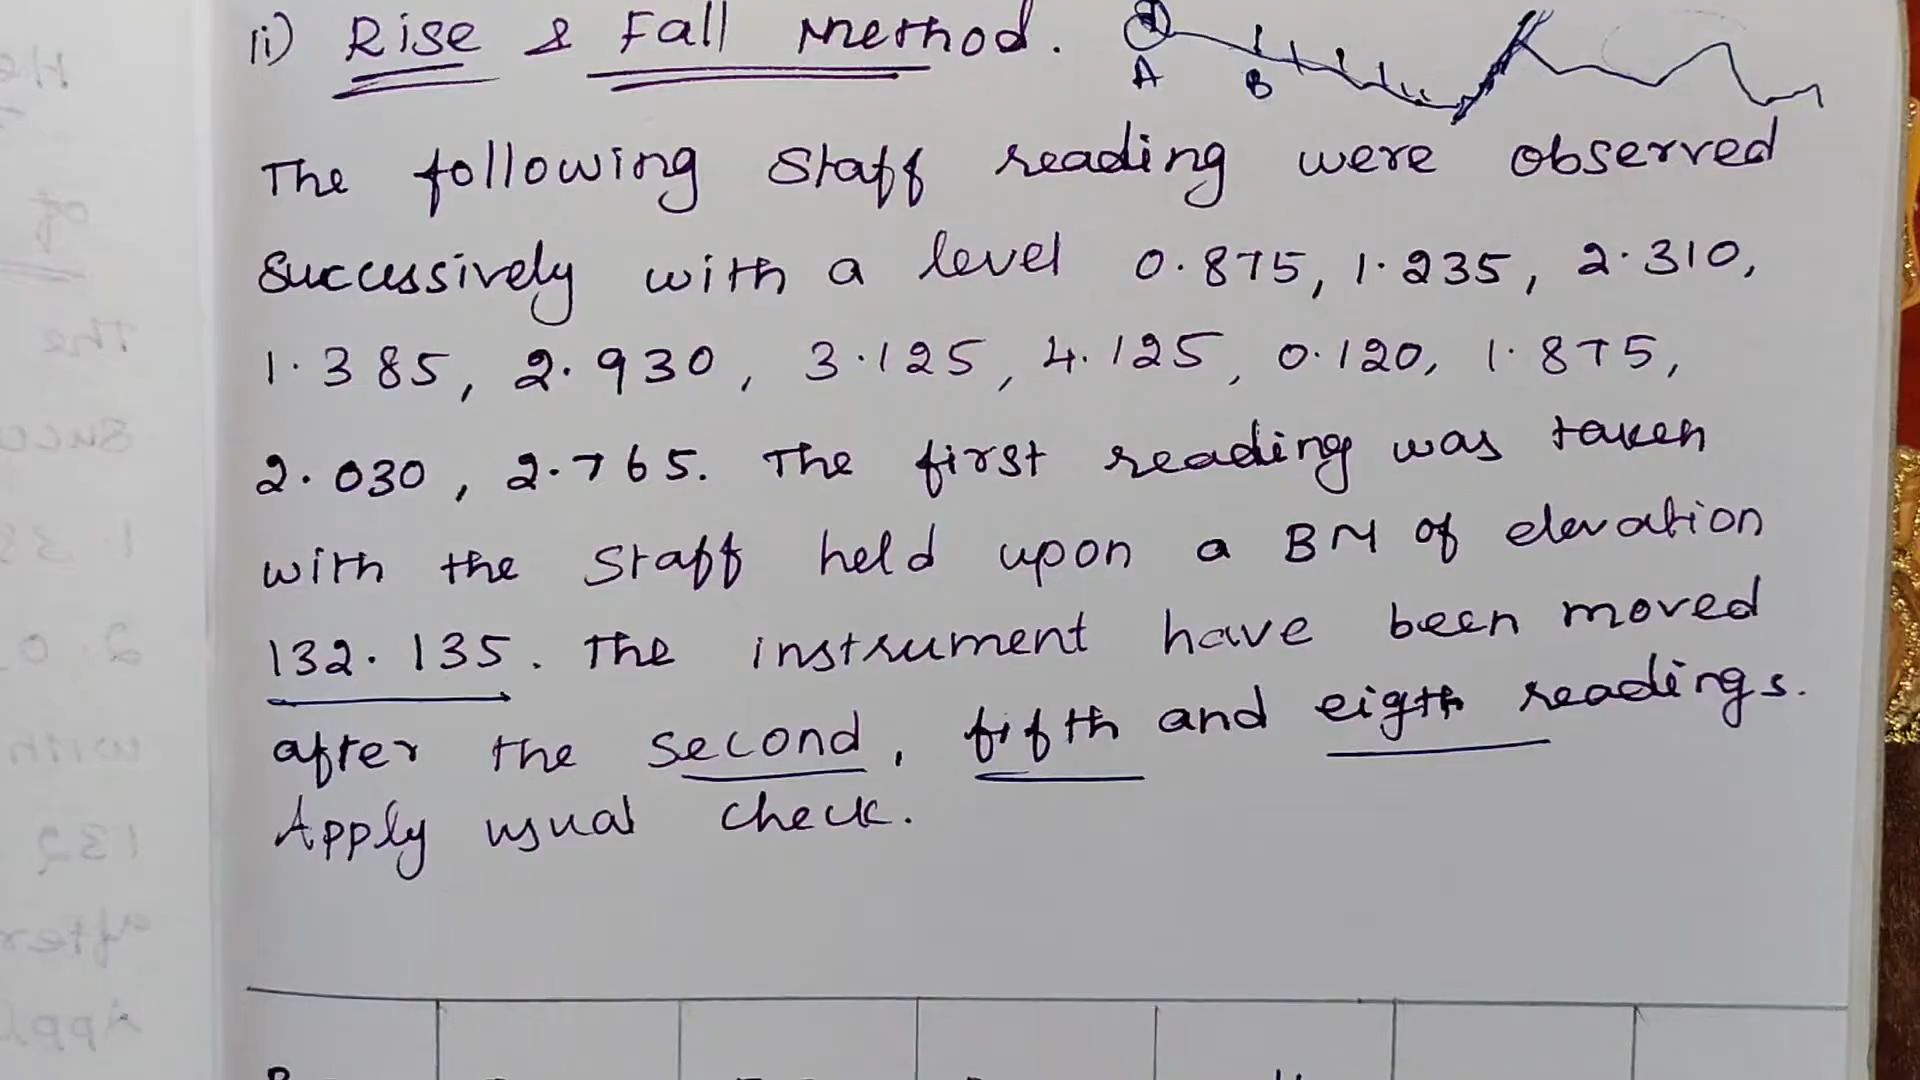 ii) Rise & Fall Method.
A B
The following Staff reading were observed
Successively with a level 0.875, 1.235, 2.310,
1.385, 2.930, 3.125, 4.125, 0.120, 1.875,
2.030, 2.765. The first reading was taken
with the Staff held upon a BM of elevation
132.135. The instrument have been moved
after the second, fifth and eigth readings.
Apply usual check.